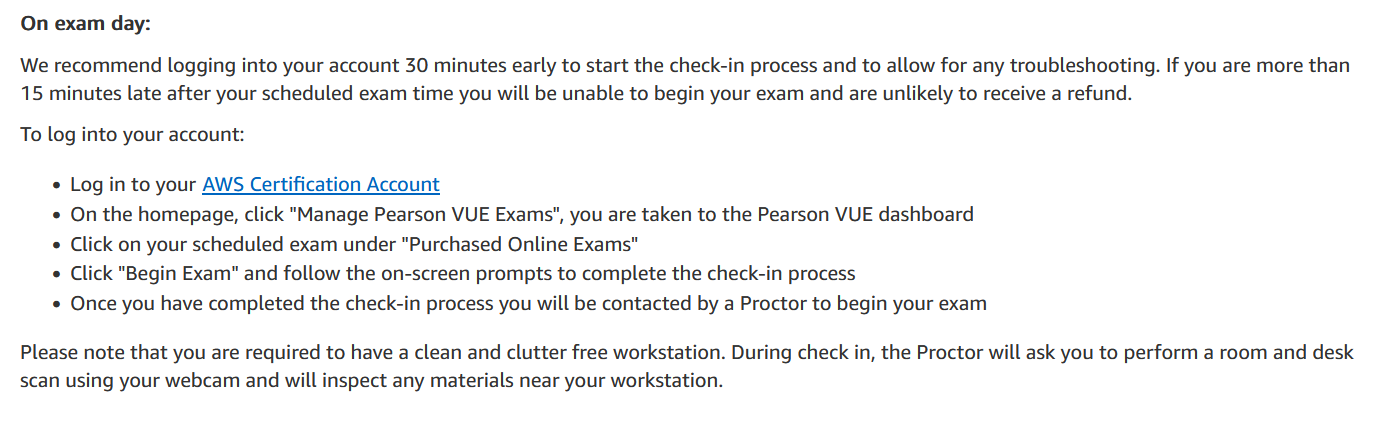 On exam day:
We recommend logging into your account 30 minutes early to start the check-in process and to allow for any troubleshooting. If you are more than
15 minutes late after your scheduled exam time you will be unable to begin your exam and are unlikely to receive a refund.
To log into your account:
• Log in to your AWS Certification Account
• On the homepage, click "Manage Pearson VUE Exams", you are taken to the Pearson VUE dashboard
• Click on your scheduled exam under "Purchased Online Exams"
• Click "Begin Exam" and follow the on-screen prompts to complete the check-in process
• Once you have completed the check-in process you will be contacted by a Proctor to begin your exam
Please note that you are required to have a clean and clutter free workstation. During check in, the Proctor will ask you to perform a room and desk
scan using your webcam and will inspect any materials near your workstation.